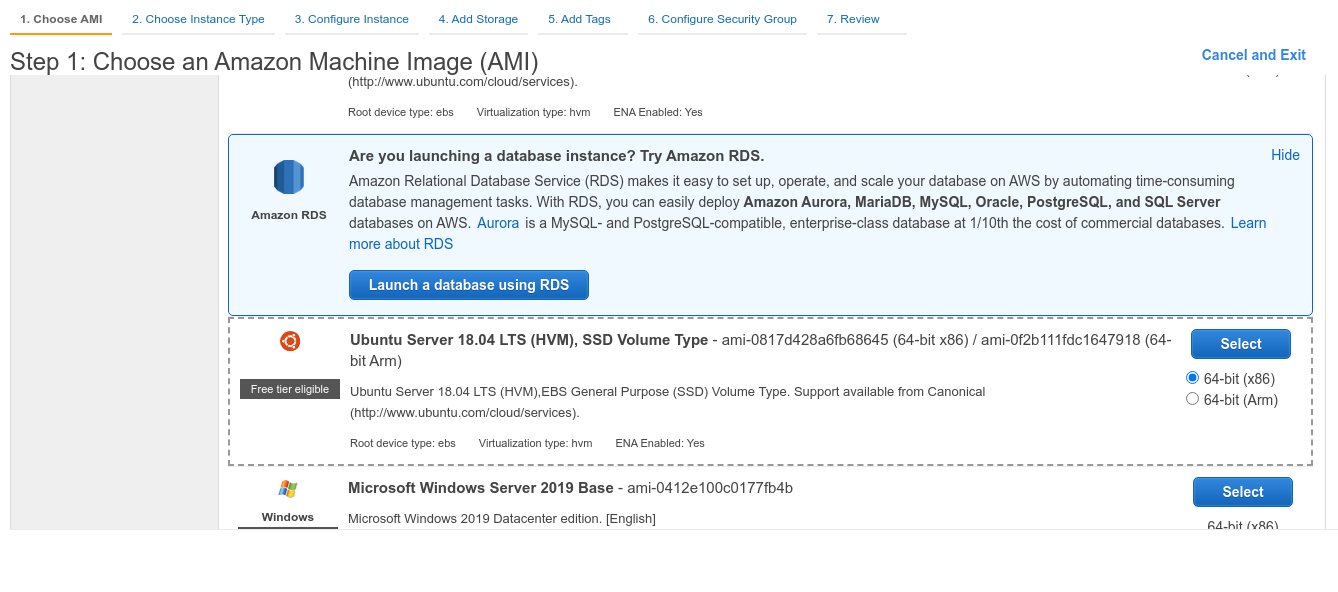 1. Choose AMI 2. Choose Instance Type 3. Configure Instance 4. Add Storage 5. Add Tags 6. Configure Security Group 7. Review
Step 1: Choose an Amazon Machine Image (AMI)
Cancel and Exit
(http://www.ubuntu.com/cloud/services).
Root device type: ebs Virtualization type: hvm ENA Enabled: Yes
Are you launching a database instance? Try Amazon RDS.
Hide
Amazon RDS
Amazon Relational Database Service (RDS) makes it easy to set up, operate, and scale your database on AWS by automating time-consuming
database management tasks. With RDS, you can easily deploy Amazon Aurora, MariaDB, MySQL, Oracle, PostgreSQL, and SQL Server
databases on AWS. Aurora is a MySQL- and PostgreSQL-compatible, enterprise-class database at 1/10th the cost of commercial databases. Learn
more about RDS
Launch a database using RDS
Ubuntu Server 18.04 LTS (HVM), SSD Volume Type - ami-0817d428a6fb68645 (64-bit x86) / ami-0f2b111fdc1647918 (64-
bit Arm)
Select
Free tier eligible
64-bit (x86)
64-bit (Arm)
Ubuntu Server 18.04 LTS (HVM),EBS General Purpose (SSD) Volume Type. Support available from Canonical
(http://www.ubuntu.com/cloud/services).
Root device type: ebs Virtualization type: hvm ENA Enabled: Yes
Microsoft Windows Server 2019 Base - ami-0412e100c0177fb4b
Select
Windows
Microsoft Windows 2019 Datacenter edition. [English]
64-bit (x86)